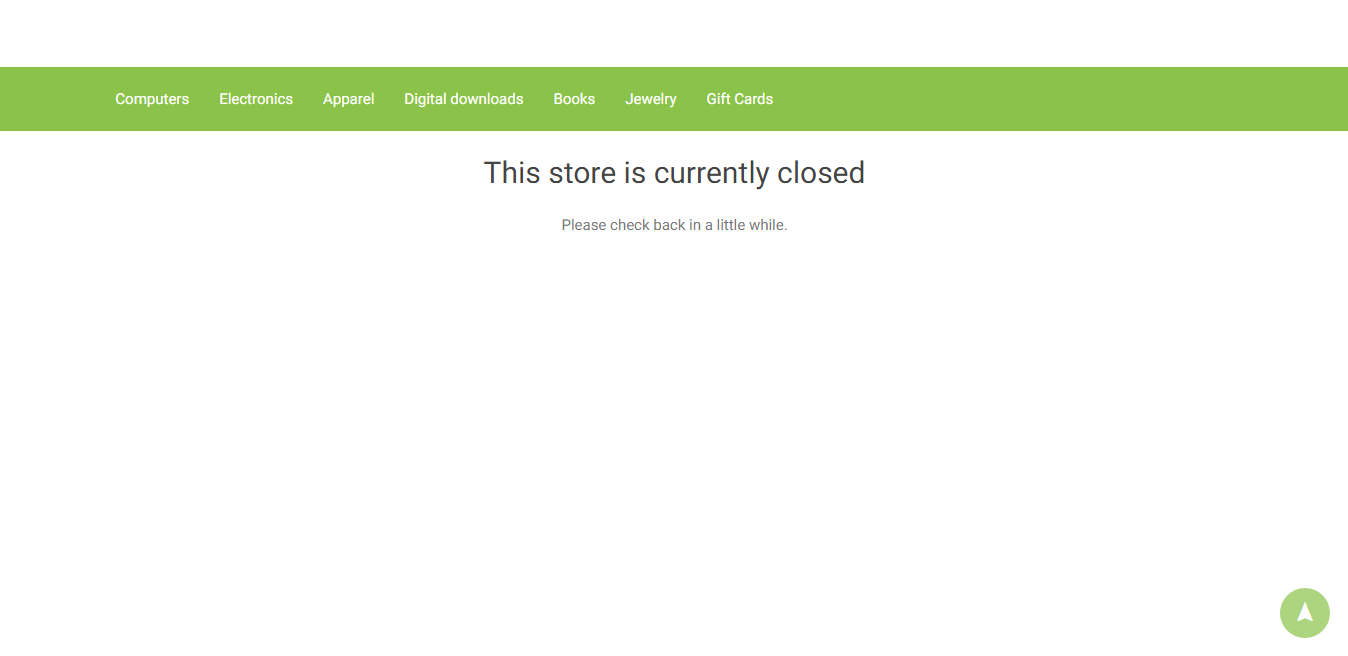 Computers Electronics Apparel Digital downloads Books Jewelry Gift Cards
This store is currently closed
Please check back in a little while.